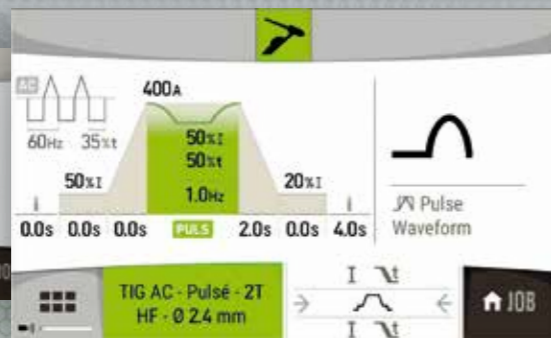 AC
400A
60Hz 35%t
50%I
50%t
50%I
1.0Hz
20%I
0.0s 0.0s 0.0s PULS 2.0s 0.0s 4.0s
Pulse
Waveform
TIG AC - Pulsé - 2T
HF - Ø 2.4 mm
I t
I t
JOB